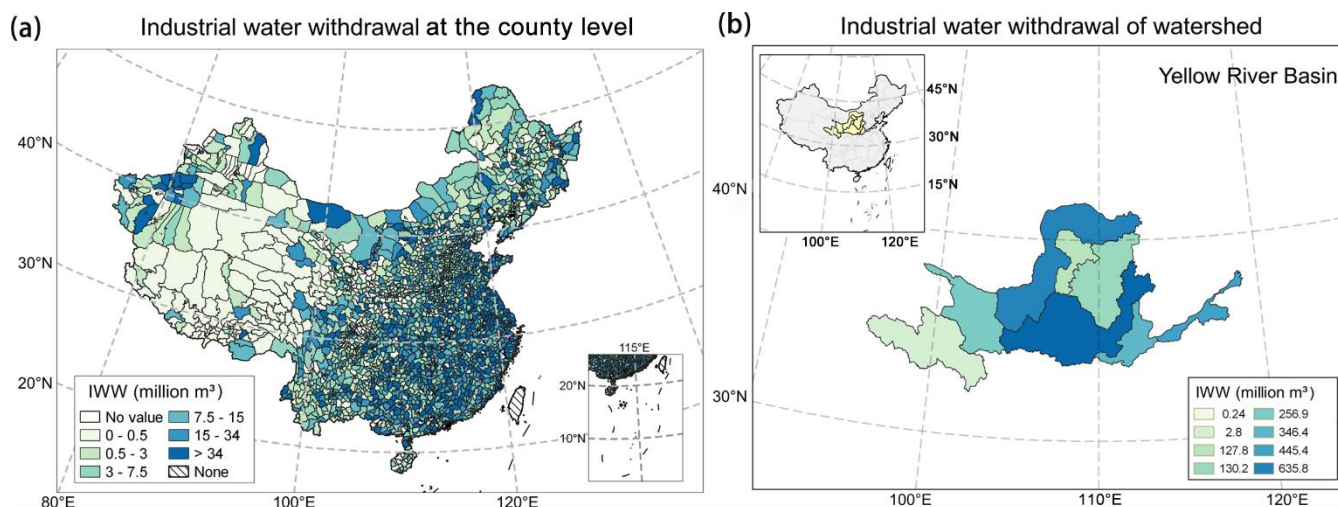 (a) Industrial water withdrawal at the county level
40°N
30°N
20°N
80°E
100°E
120°E
IWW (million m³)
No value
0 - 0.5
0.5 - 3
3 - 7.5
7.5 - 15
15 - 34
> 34
None
115°E
20°N
10°N
(b) Industrial water withdrawal of watershed
Yellow River Basin
45°N
30°N
15°N
100°E
120°E
40°N
30°N
100°E
110°E
120°E
IWW (million m³)
0.24
2.8
127.8
130.2
256.9
346.4
445.4
635.8